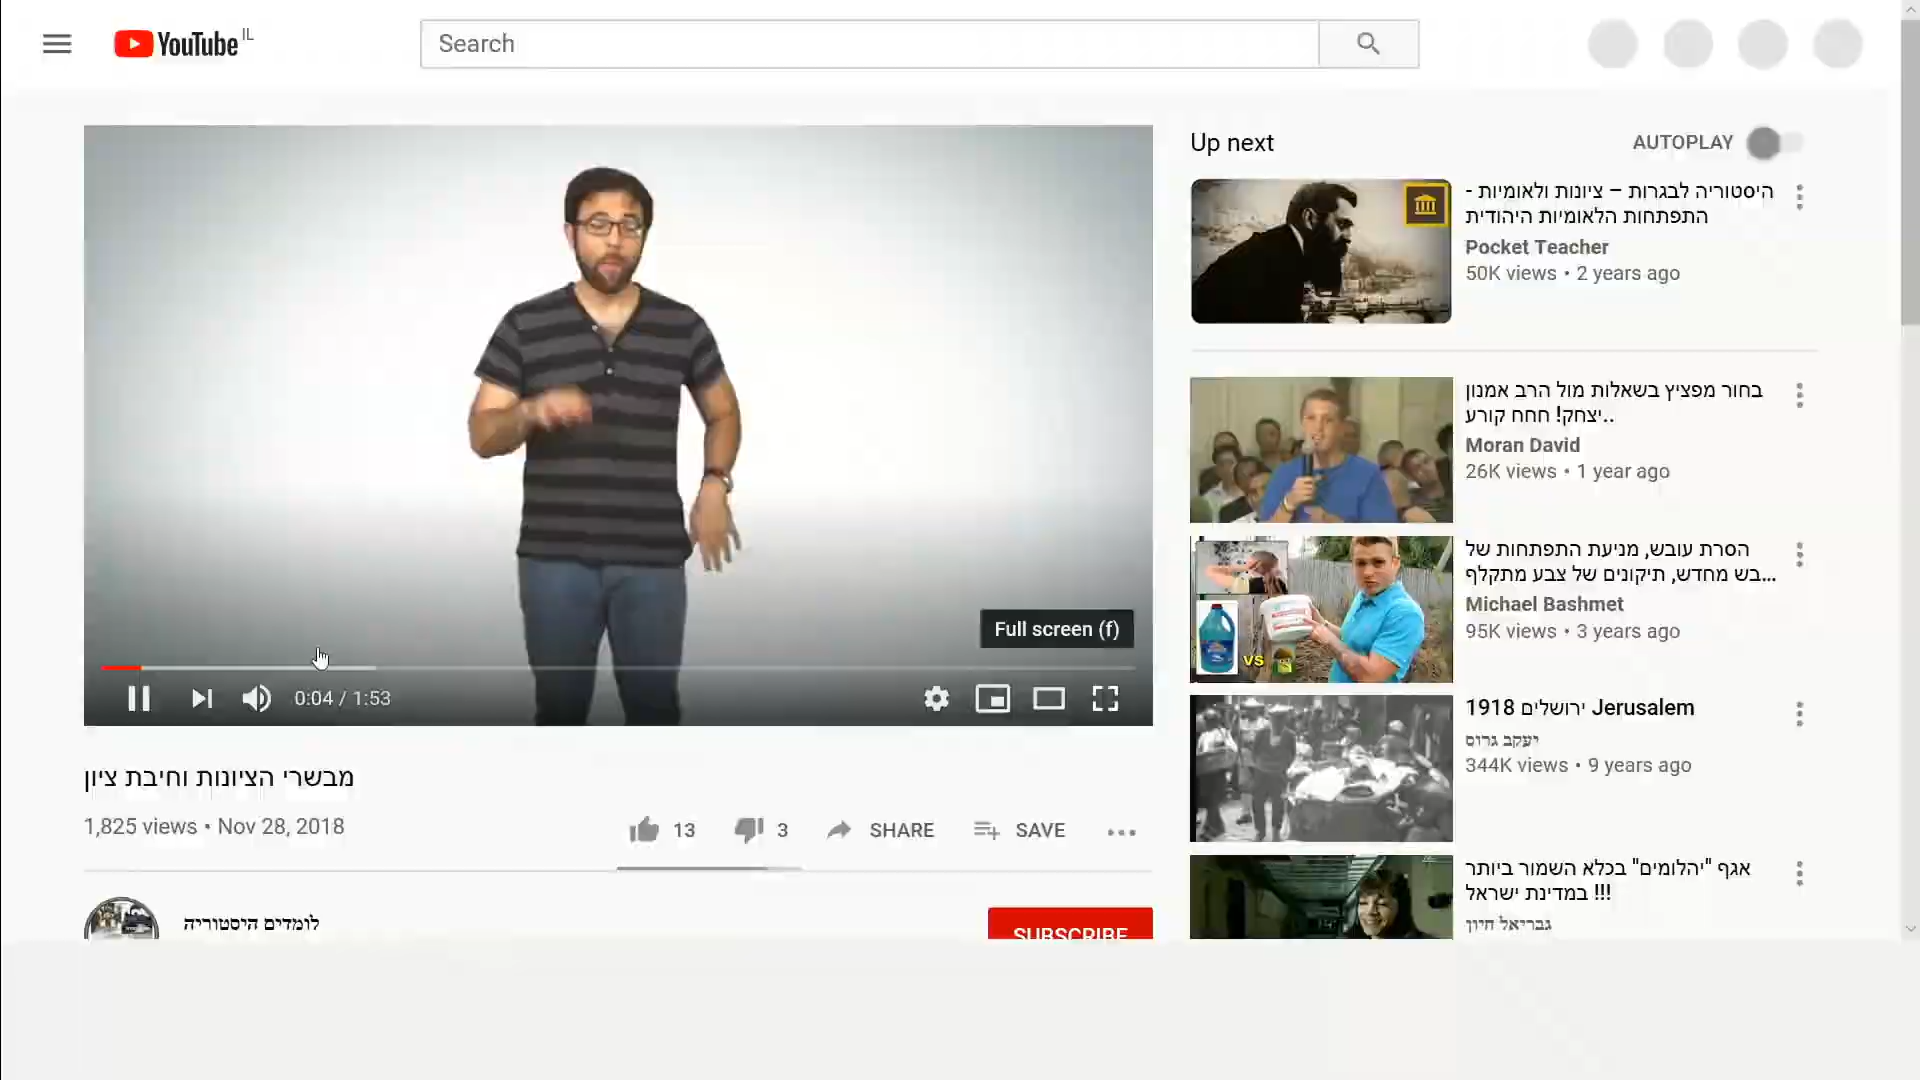 YouTube IL
Search
Full screen (f)
0:04 / 1:53
מבשרי הציונות וחיבת ציון
1,825 views • Nov 28, 2018
13
3
SHARE
SAVE
לומדים היסטוריה
SUBSCRIBE
Up next
AUTOPLAY
היסטוריה לבגרות – ציונות ולאומיות -
התפתחות הלאומיות היהודית
Pocket Teacher
50K views • 2 years ago
בחור מפציץ בשאלות מול הרב אמנון
יצחק! חחח קורע..
Moran David
26K views • 1 year ago
הסרת עובש, מניעת התפתחות של
...בש מחדש, תיקונים של צבע מתקלף
Michael Bashmet
95K views • 3 years ago
VS
1918 ירושלים Jerusalem
יעקב גרוס
344K views • 9 years ago
אגף "יהלומים" בכלא השמור ביותר
במדינת ישראל !!!
גבריאל חיון